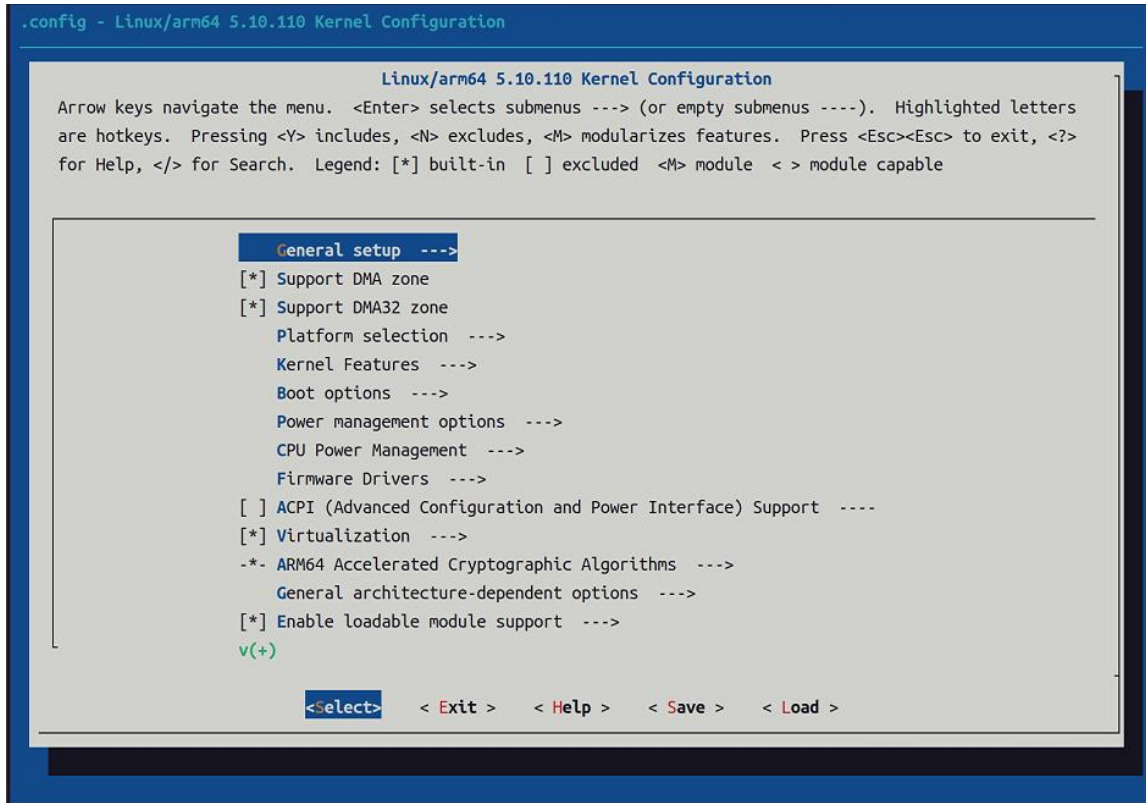 .config - Linux/arm64 5.10.110 Kernel Configuration
Linux/arm64 5.10.110 Kernel Configuration
Arrow keys navigate the menu.  <Enter> selects submenus ---> (or empty submenus ----).  Highlighted letters
are hotkeys.  Pressing <Y> includes, <N> excludes, <M> modularizes features.  Press <Esc><Esc> to exit, <?>
for Help, </> for Search.  Legend: [*] built-in  [ ] excluded  <M> module  < > module capable
General setup  --->
[*] Support DMA zone
[*] Support DMA32 zone
Platform selection  --->
Kernel Features  --->
Boot options  --->
Power management options  --->
CPU Power Management  --->
Firmware Drivers  --->
[ ] ACPI (Advanced Configuration and Power Interface) Support  ----
[*] Virtualization  --->
-*- ARM64 Accelerated Cryptographic Algorithms  --->
General architecture-dependent options  --->
[*] Enable loadable module support  --->
v(+)
<Select>    < Exit >    < Help >    < Save >    < Load >